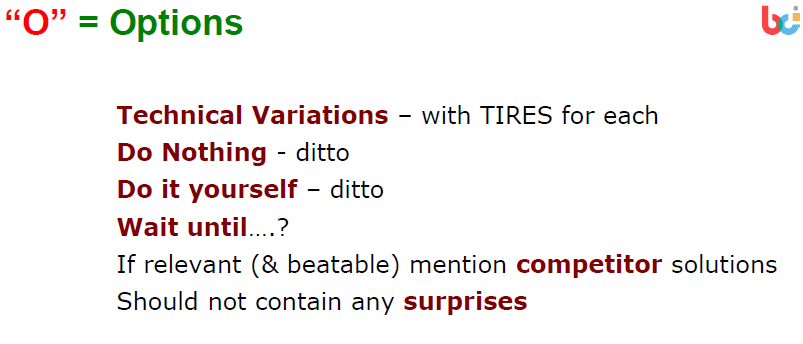 “O” = Options
bci
Technical Variations – with TIRES for each
Do Nothing - ditto
Do it yourself – ditto
Wait until….?
If relevant (& beatable) mention competitor solutions
Should not contain any surprises